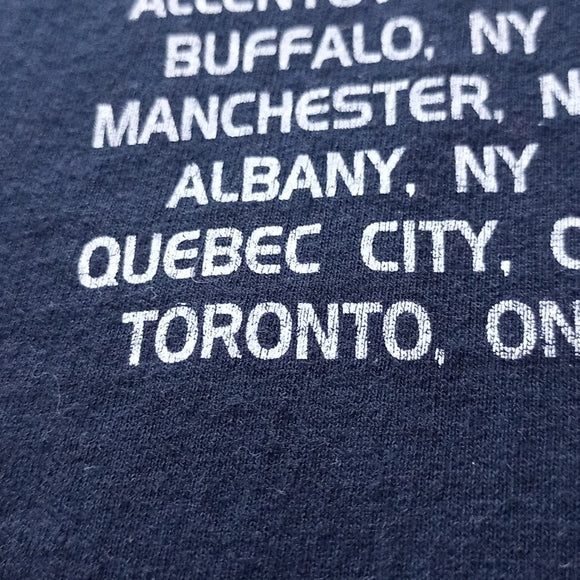 BUFFALO, NY
MANCHESTER, N
ALBANY, NY
QUEBEC CITY,
TORONTO, ON